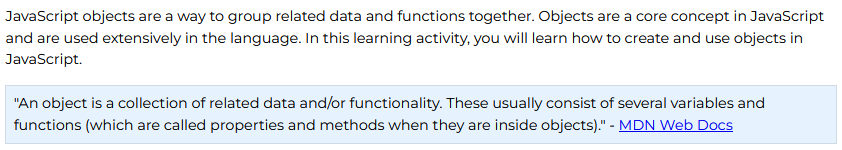 JavaScript objects are a way to group related data and functions together. Objects are a core concept in JavaScript
and are used extensively in the language. In this learning activity, you will learn how to create and use objects in
JavaScript.
"An object is a collection of related data and/or functionality. These usually consist of several variables and
functions (which are called properties and methods when they are inside objects)." - MDN Web Docs